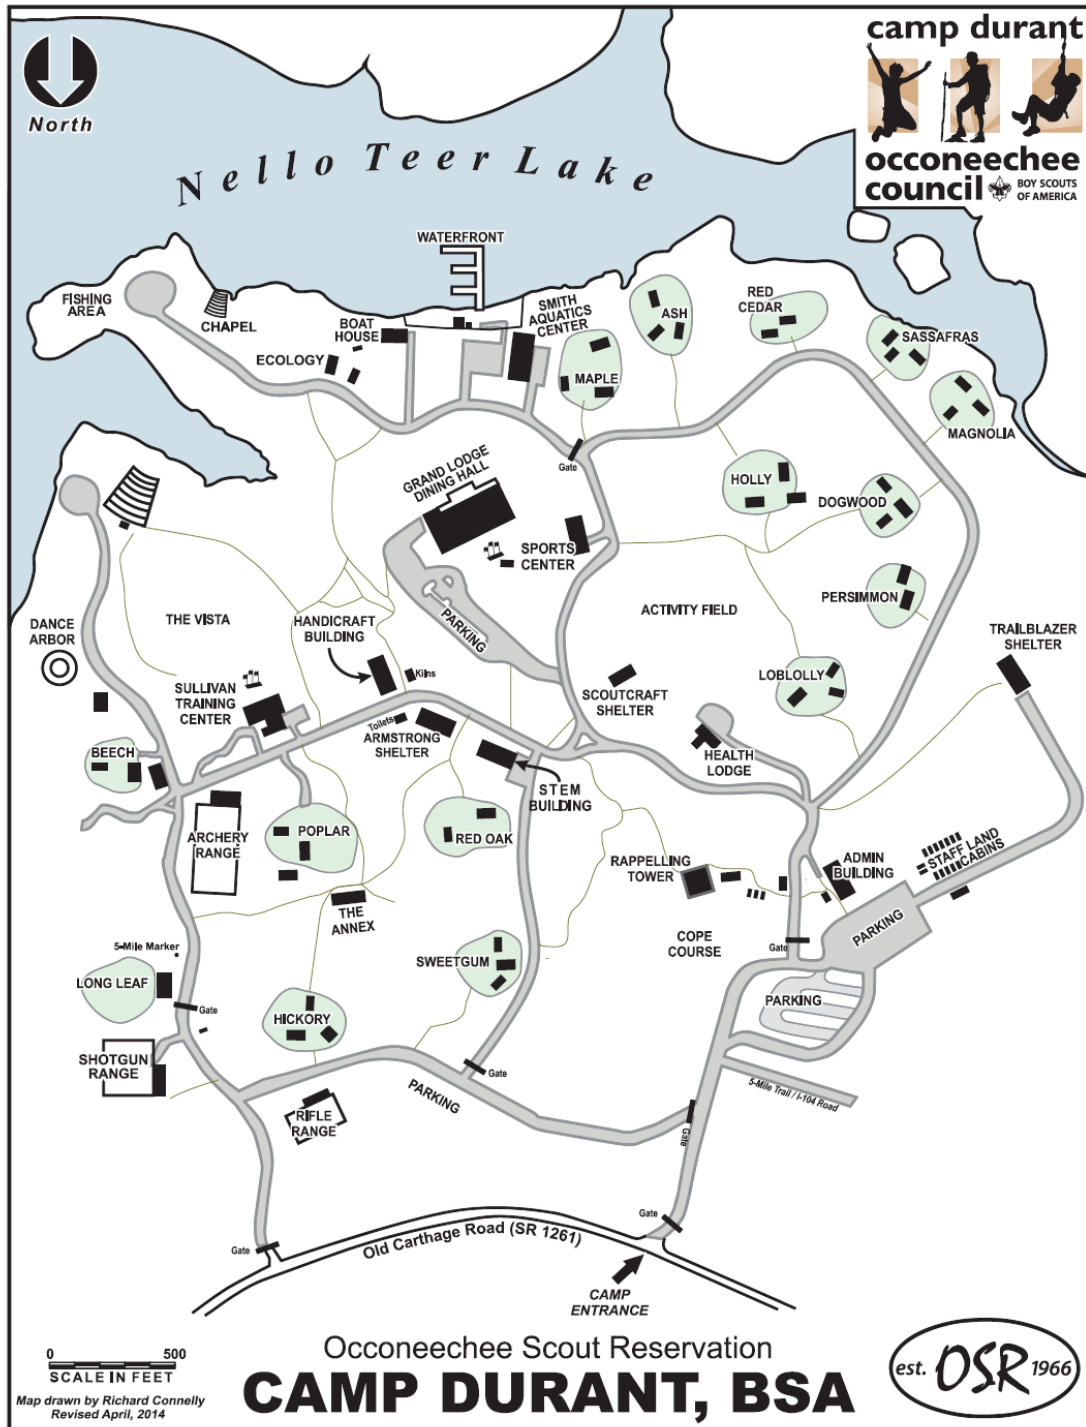 camp durant
occoneechee
council
BOY SCOUTS
OF AMERICA
North
Nello Teer Lake
WATERFRONT
FISHING
AREA
CHAPEL
BOAT
HOUSE
ECOLOGY
SMITH
AQUATICS
CENTER
MAPLE
ASH
RED
CEDAR
SASSAFRAS
MAGNOLIA
Gate
GRAND LODGE
DINING HALL
HOLLY
DOGWOOD
SPORTS
CENTER
PERSIMMON
ACTIVITY FIELD
PARKING
DANCE
ARBOR
THE VISTA
HANDICRAFT
BUILDING
Kilns
TRAILBLAZER
SHELTER
SULLIVAN
TRAINING
CENTER
SCOUTCRAFT
SHELTER
LOBLOLLY
Toilets
ARMSTRONG
SHELTER
HEALTH
LODGE
BEECH
STEM
BUILDING
ARCHERY
RANGE
POPLAR
RED OAK
RAPPELLING
TOWER
ADMIN
BUILDING
STAFF LAND
CABINS
THE
ANNEX
PARKING
5-Mile Marker
COPE
COURSE
Gate
SWEETGUM
LONG LEAF
Gate
PARKING
HICKORY
SHOTGUN
RANGE
Gate
PARKING
5-Mile Trail / I-104 Road
RIFLE
RANGE
Gate
Gate
Gate
Old Carthage Road (SR 1261)
CAMP
ENTRANCE
0 500
SCALE IN FEET
Map drawn by Richard Connelly
Revised April, 2014
Occoneechee Scout Reservation
CAMP DURANT, BSA
est. OSR 1966